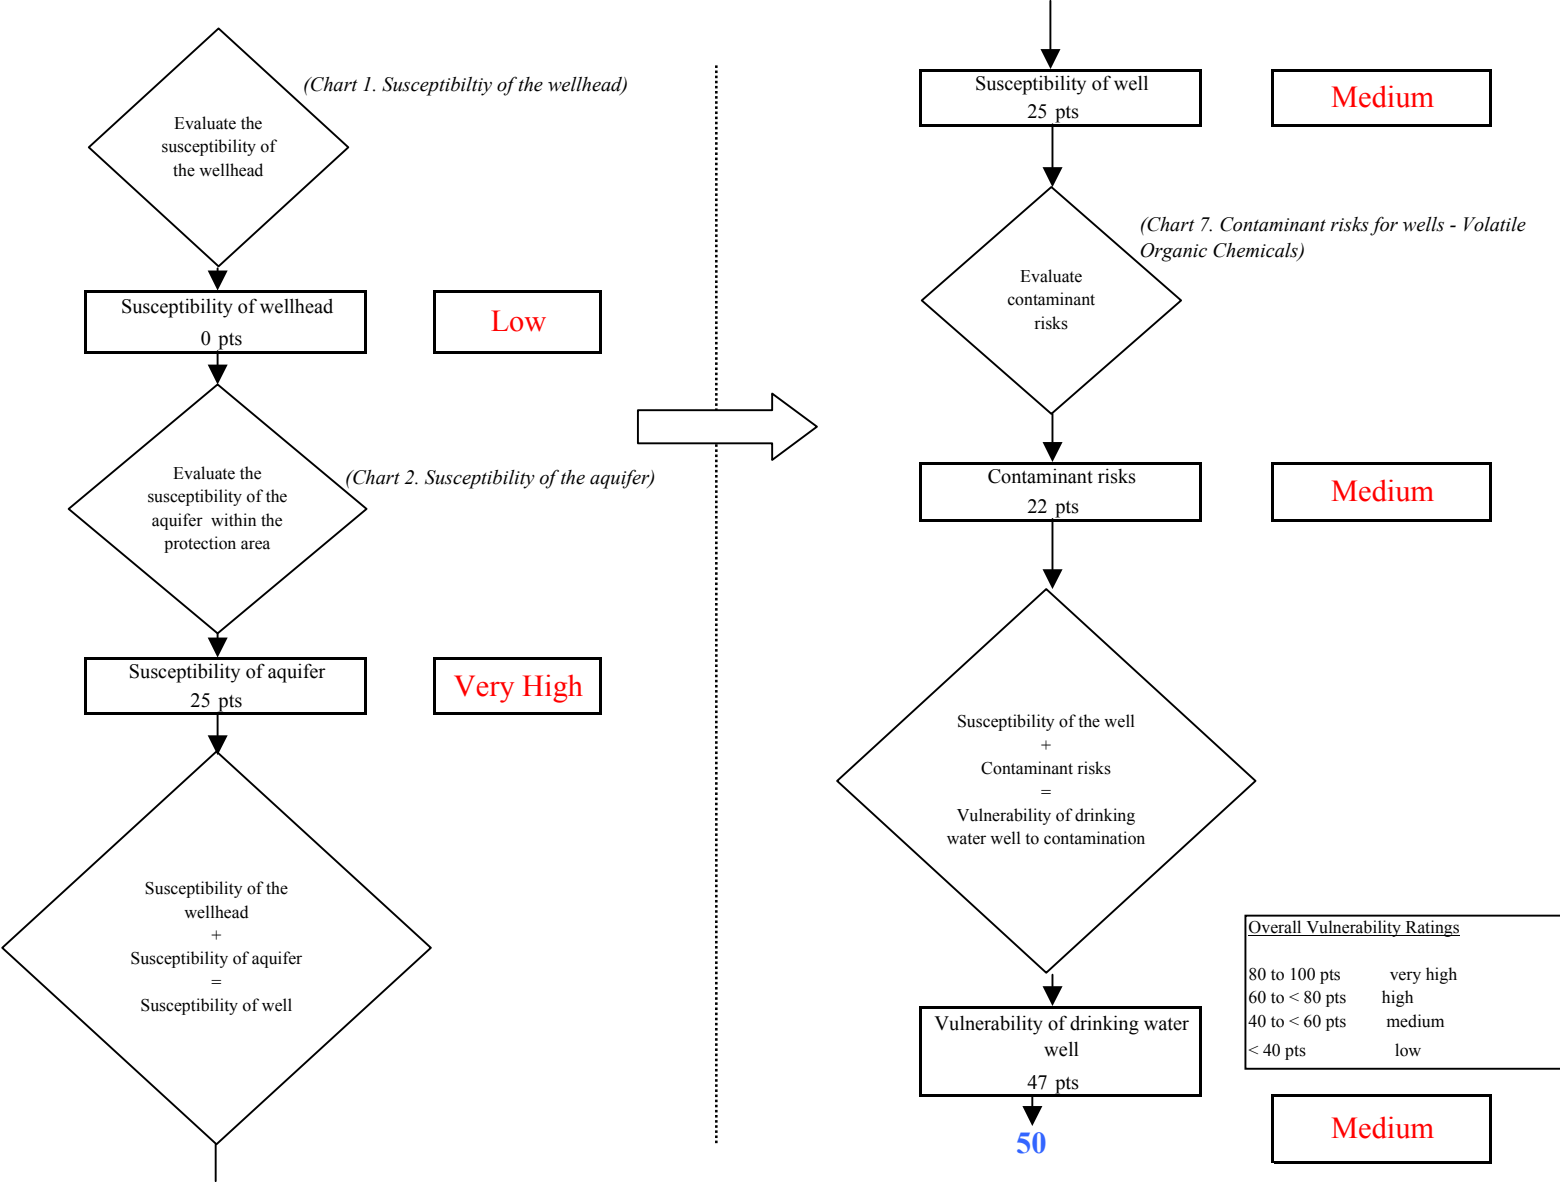 (Chart 1. Susceptibiltiy of the wellhead)
Evaluate the
susceptibility of
the wellhead
Susceptibility of wellhead
0 pts
Low
Evaluate the
susceptibility of the
aquifer within the
protection area
(Chart 2. Susceptibility of the aquifer)
Susceptibility of aquifer
25 pts
Very High
Susceptibility of the
wellhead
+
Susceptibility of aquifer
=
Susceptibility of well
Susceptibility of well
25 pts
Medium
(Chart 7. Contaminant risks for wells - Volatile
Organic Chemicals)
Evaluate
contaminant
risks
Contaminant risks
22 pts
Medium
Susceptibility of the well
+
Contaminant risks
=
Vulnerability of drinking
water well to contamination
Overall Vulnerability Ratings
80 to 100 pts very high
60 to < 80 pts high
40 to < 60 pts medium
< 40 pts low
Vulnerability of drinking water
well
47 pts
50
Medium